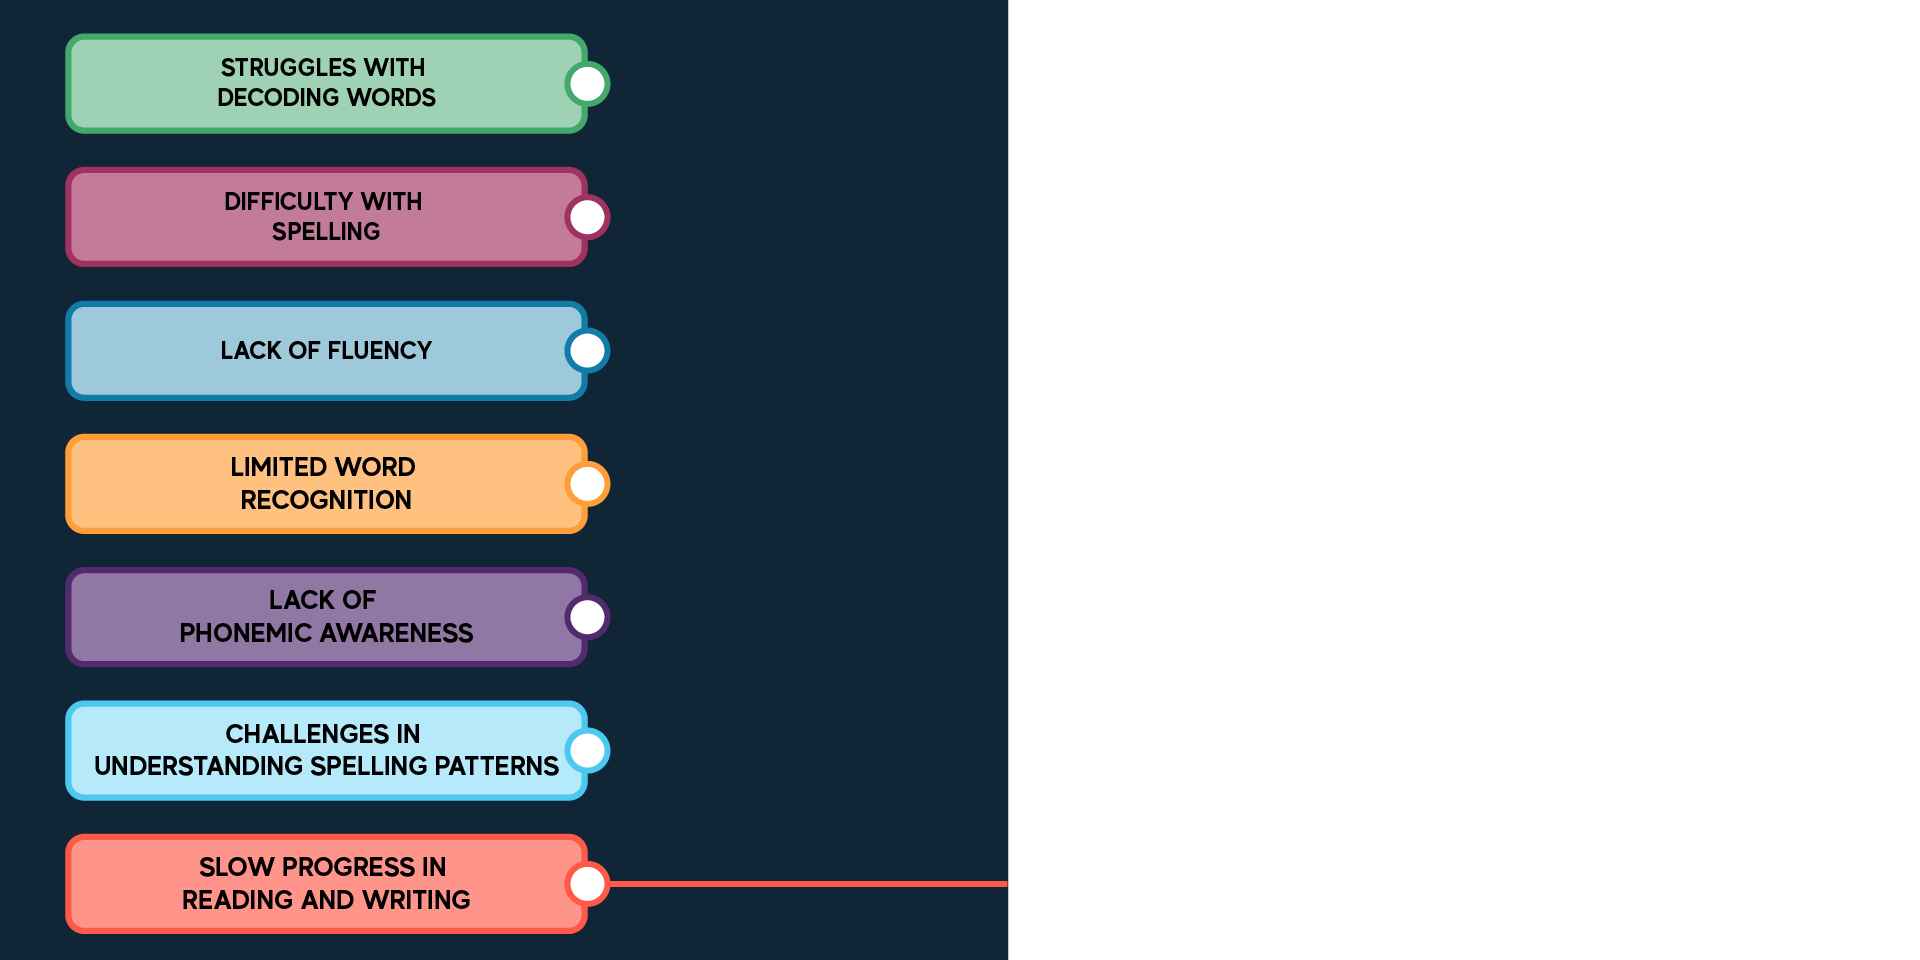 STRUGGLES WITH
DECODING WORDS
DIFFICULTY WITH
SPELLING
LACK OF FLUENCY
LIMITED WORD
RECOGNITION
LACK OF
PHONEMIC AWARENESS
CHALLENGES IN
UNDERSTANDING SPELLING PATTERNS
SLOW PROGRESS IN
READING AND WRITING